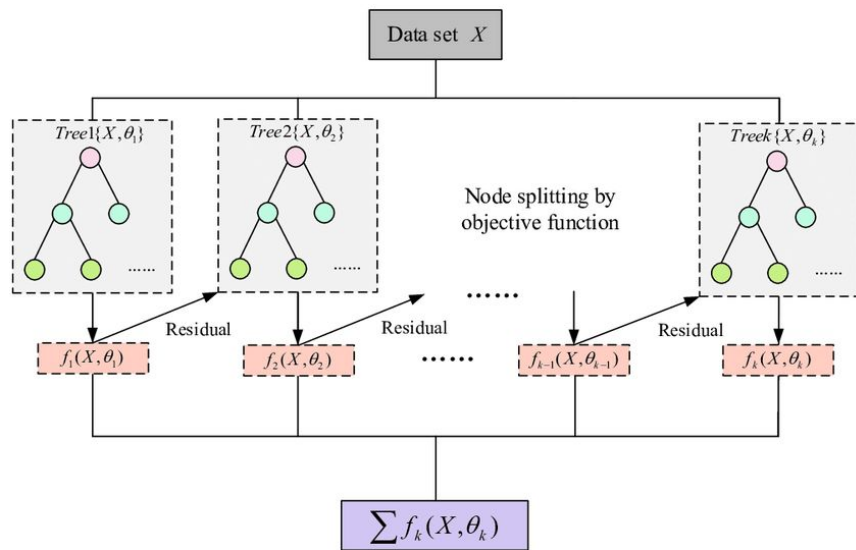 Data set X
Tree1{X,θ₁}
Tree2{X,θ₂}
Treek{X,θₖ}
Node splitting by
objective function
......
......
......
......
Residual
Residual
......
Residual
f₁(X,θ₁)
f₂(X,θ₂)
fₖ₋₁(X,θₖ₋₁)
fₖ(X,θₖ)
∑ fₖ(X,θₖ)